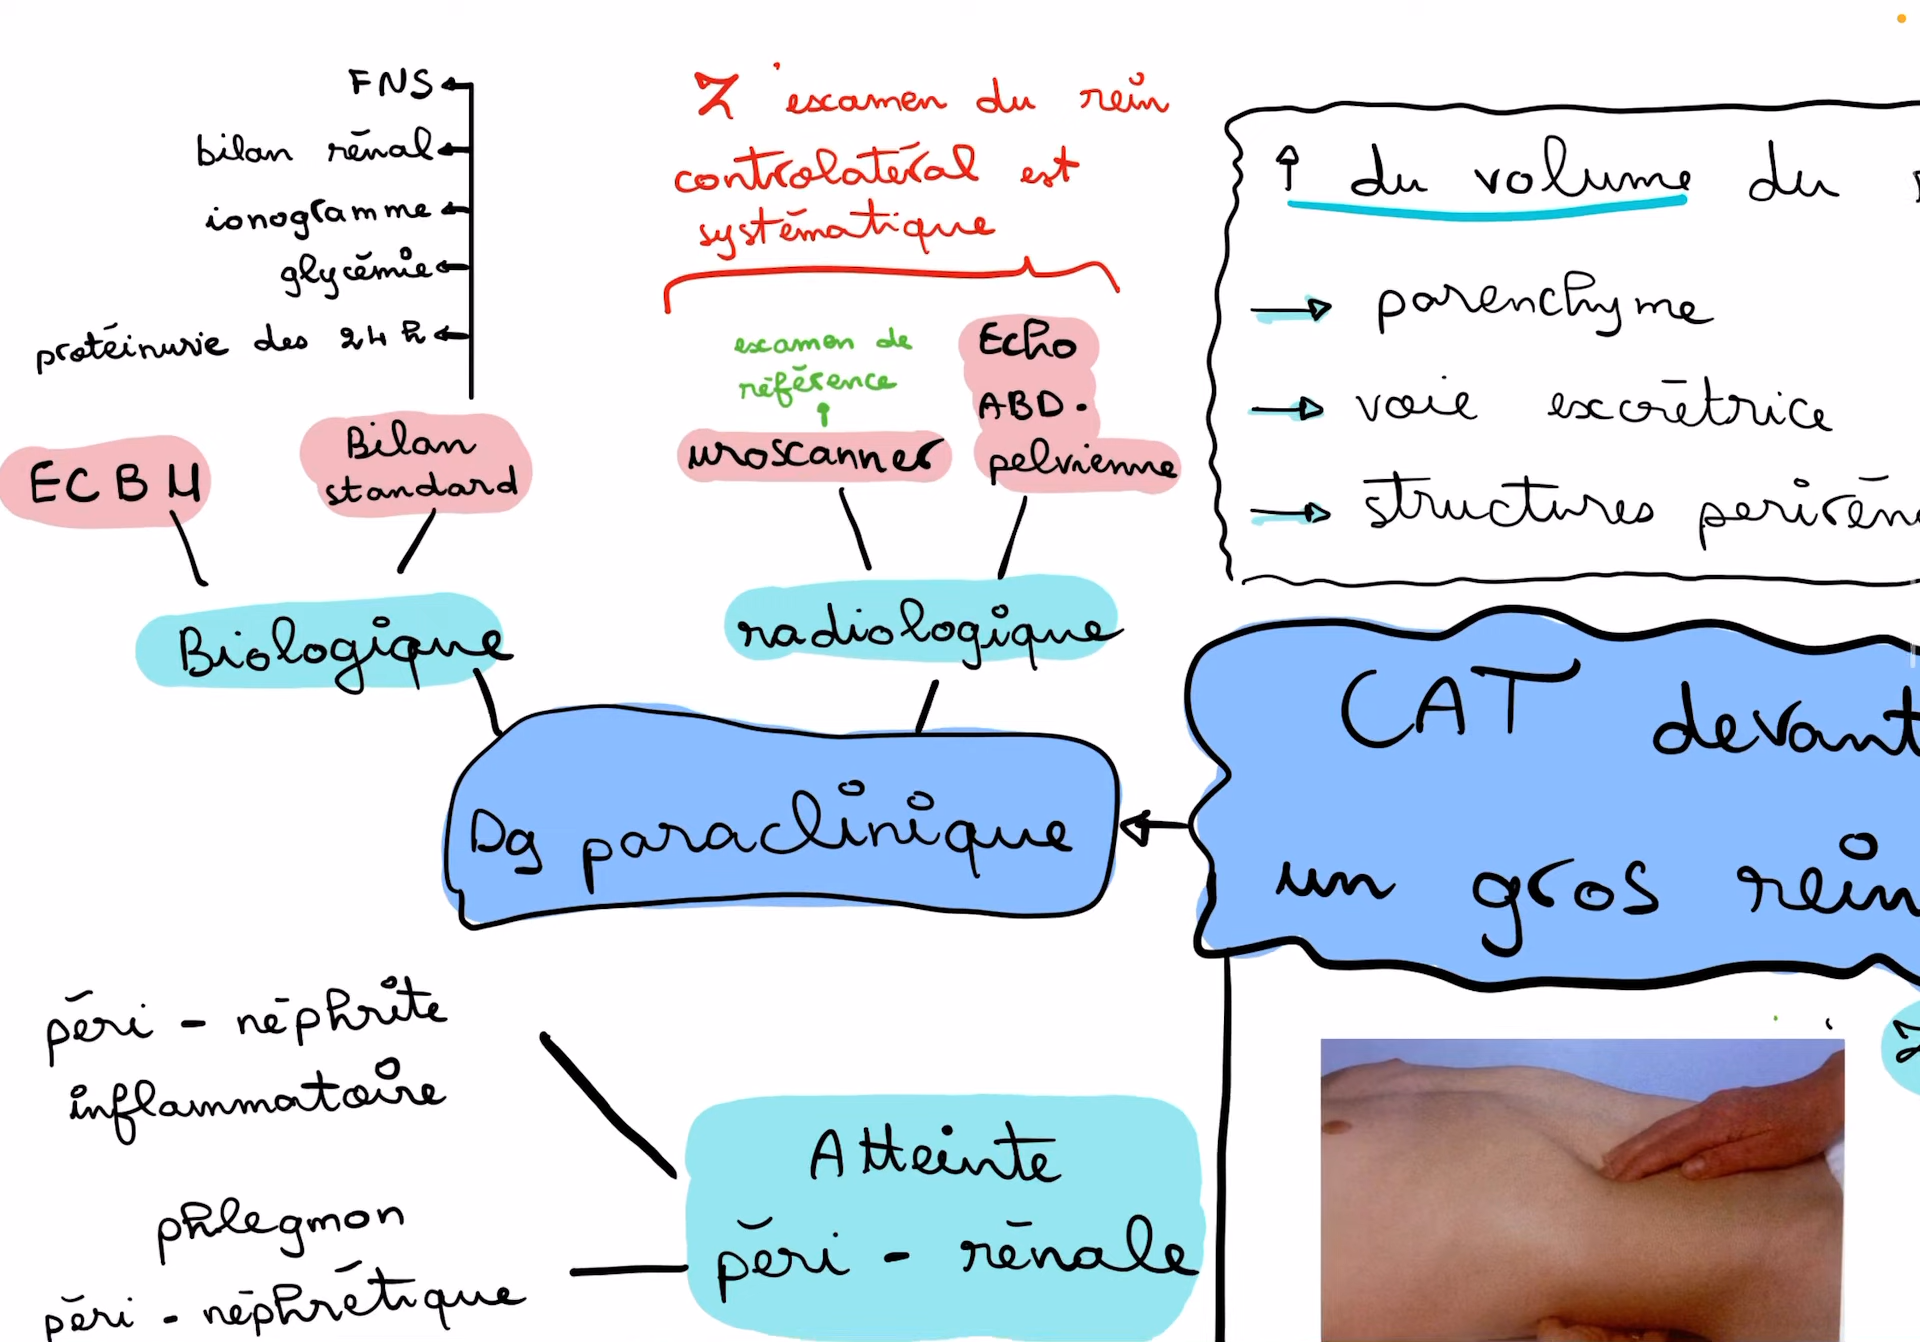 FNS
bilan rénal
ionogramme
glycémie
protéinurie des 24 h
ECBU
Bilan
standard
Biologique
L'examen du rein
controlatéral est
systématique
examen de
référence
uroscanner
Echo
ABD.
pelvienne
radiologique
Dg paraclinique
↑ du volume du
→ parenchyme
→ voie excrétrice
→ structures périrén
CAT devant
un gros rein
péri - néphrite
inflammatoire
phlegmon
péri - néphrétique
Atteinte
péri - rénale